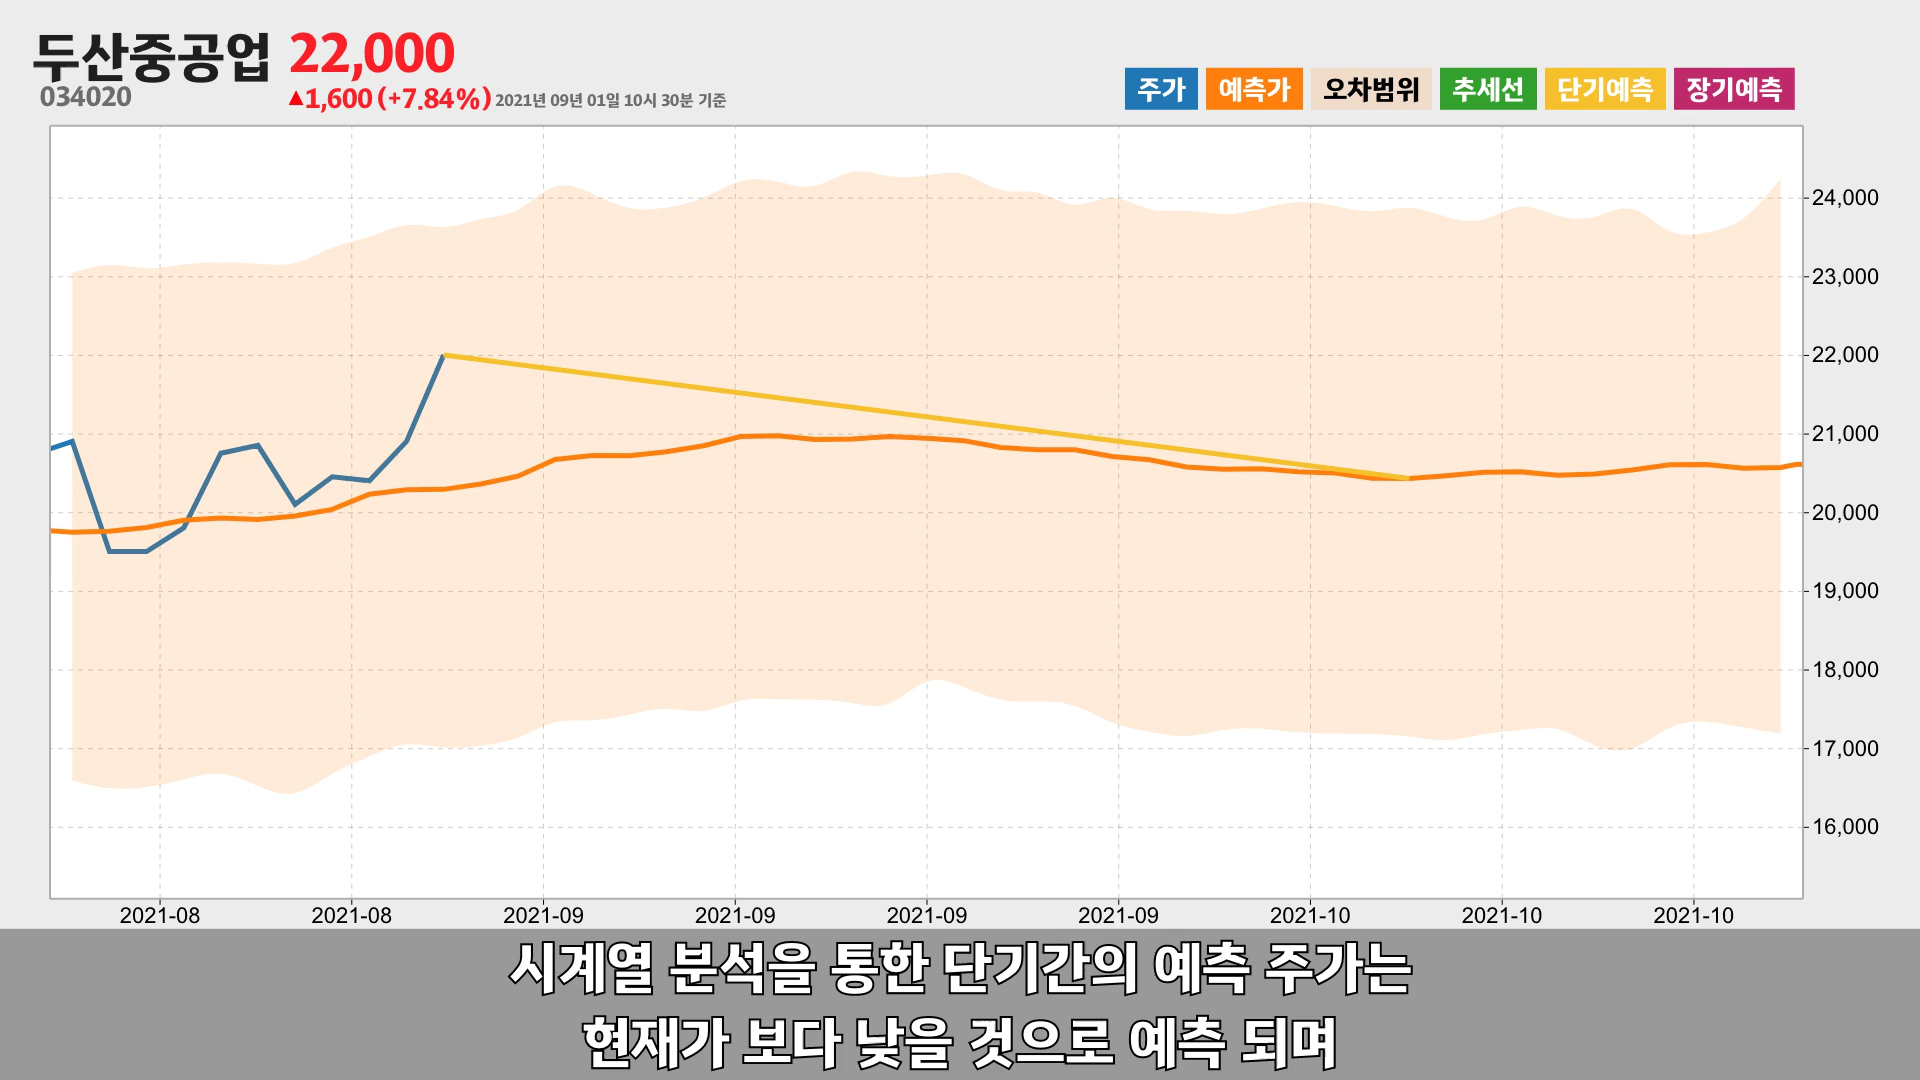 두산중공업 22,000
034020 ▲1,600 (+7.84%) 2021년 09월 01일 10시 30분 기준
주가 예측가 오차범위 추세선 단기예측 장기예측
24,000
23,000
22,000
21,000
20,000
19,000
18,000
17,000
16,000
2021-08 2021-08 2021-09 2021-09 2021-09 2021-09 2021-10 2021-10 2021-10
시계열 분석을 통한 단기간의 예측 주가는
현재가 보다 낮을 것으로 예측 되며